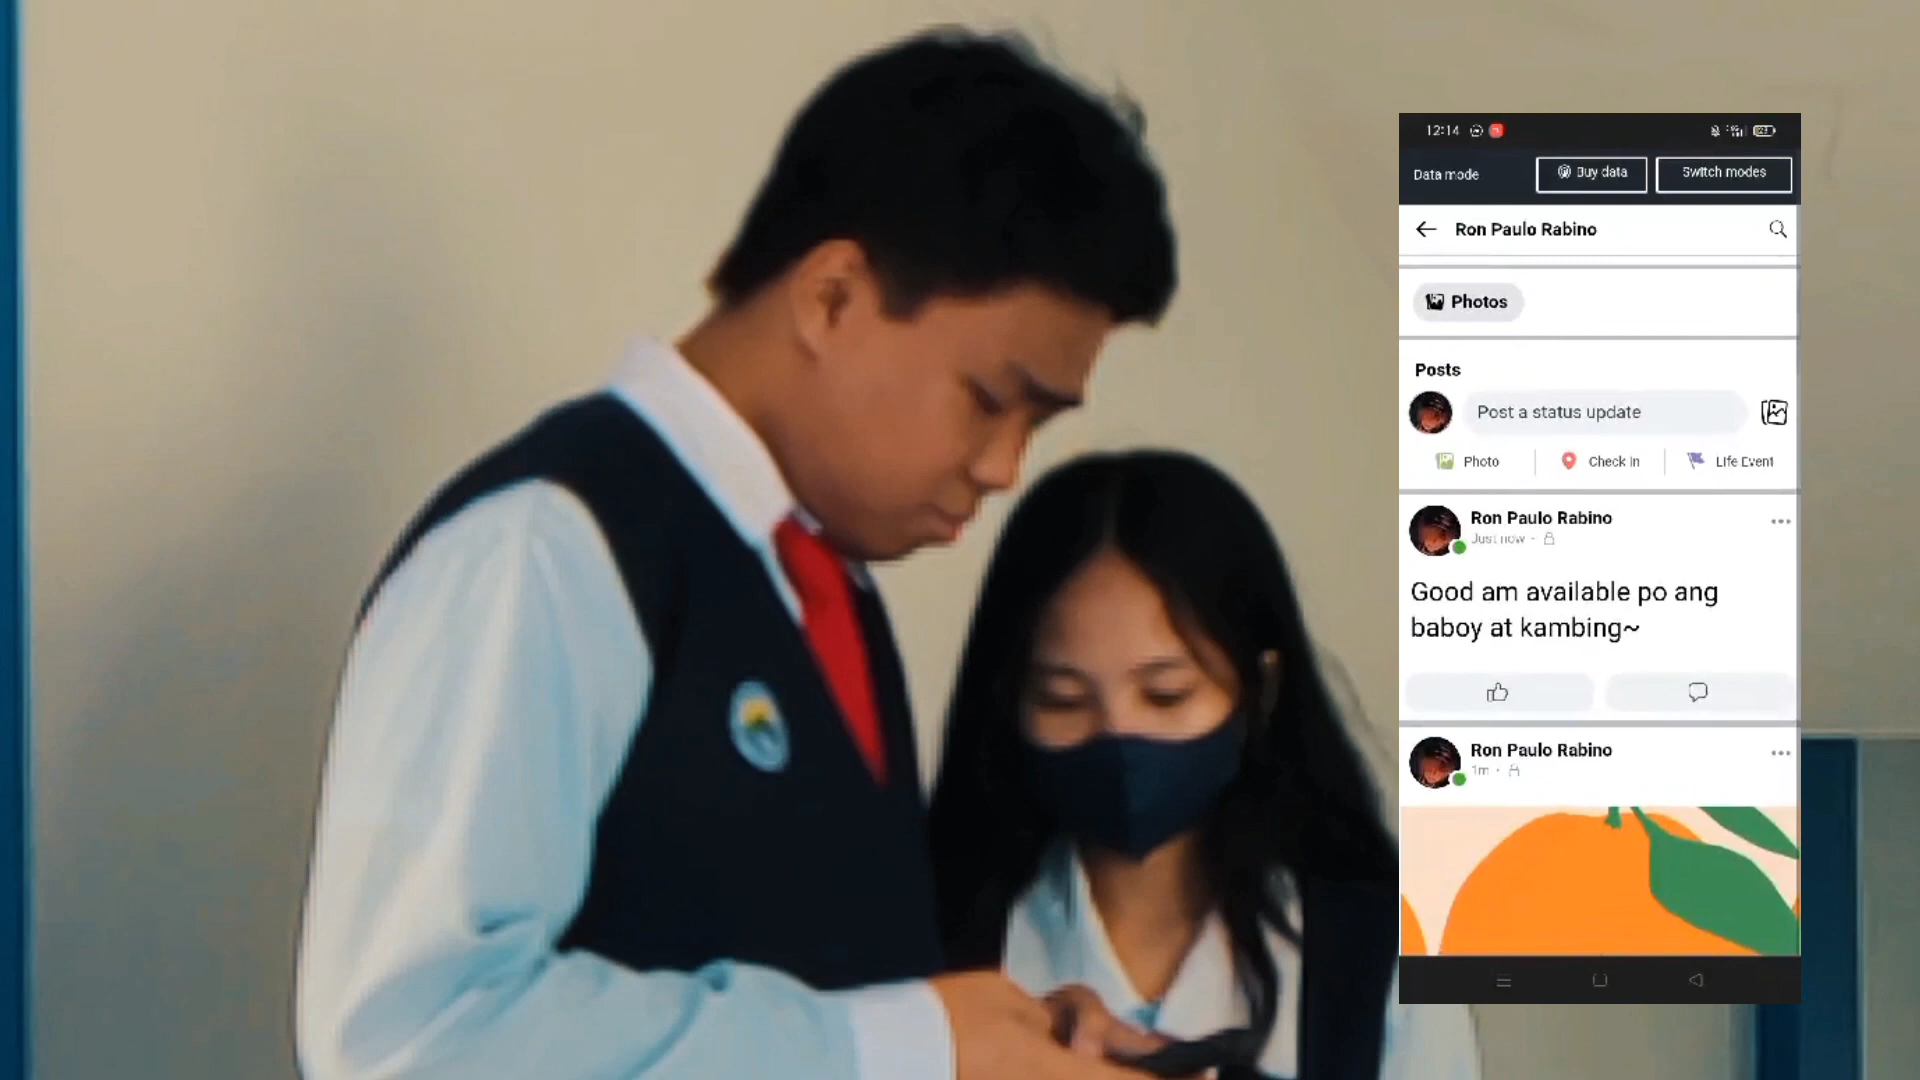 12:14
Data mode
Buy data
Switch modes
Ron Paulo Rabino
Photos
Posts
Post a status update
Photo
Check In
Life Event
Ron Paulo Rabino
Just now
Good am available po ang
baboy at kambing~
Ron Paulo Rabino
1m